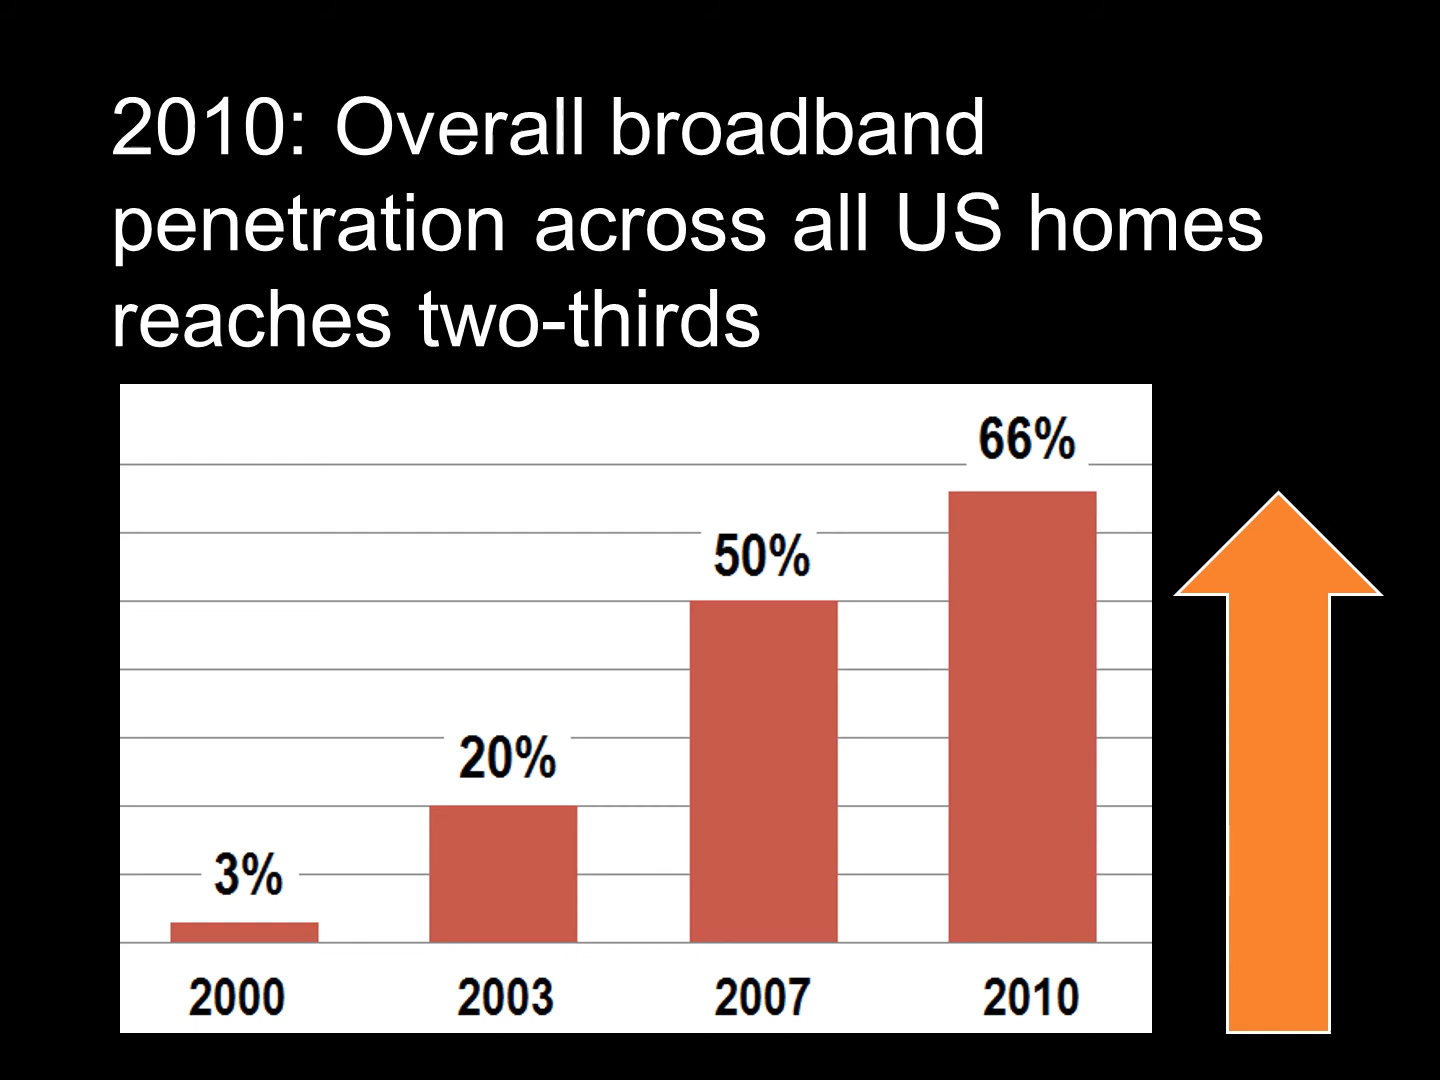 2010: Overall broadband
penetration across all US homes
reaches two-thirds
66%
50%
20%
3%
2000 2003 2007 2010